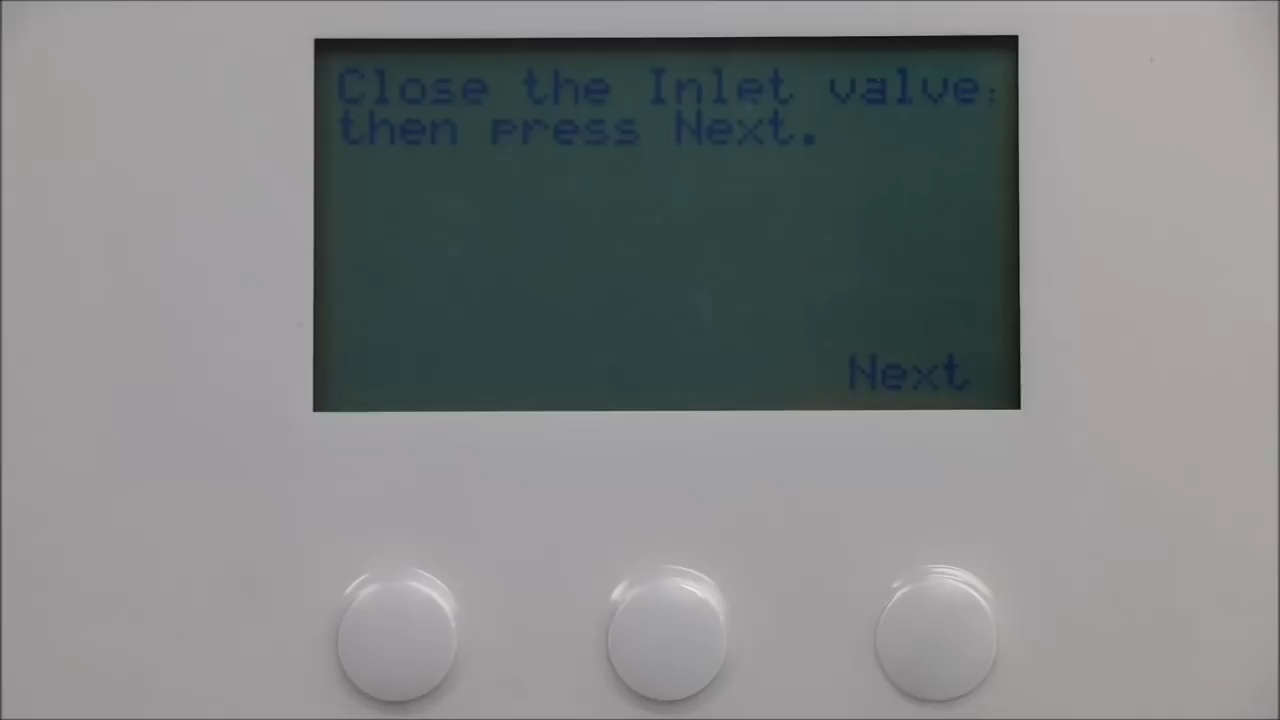 Close the Inlet valve,
then press Next.
Next